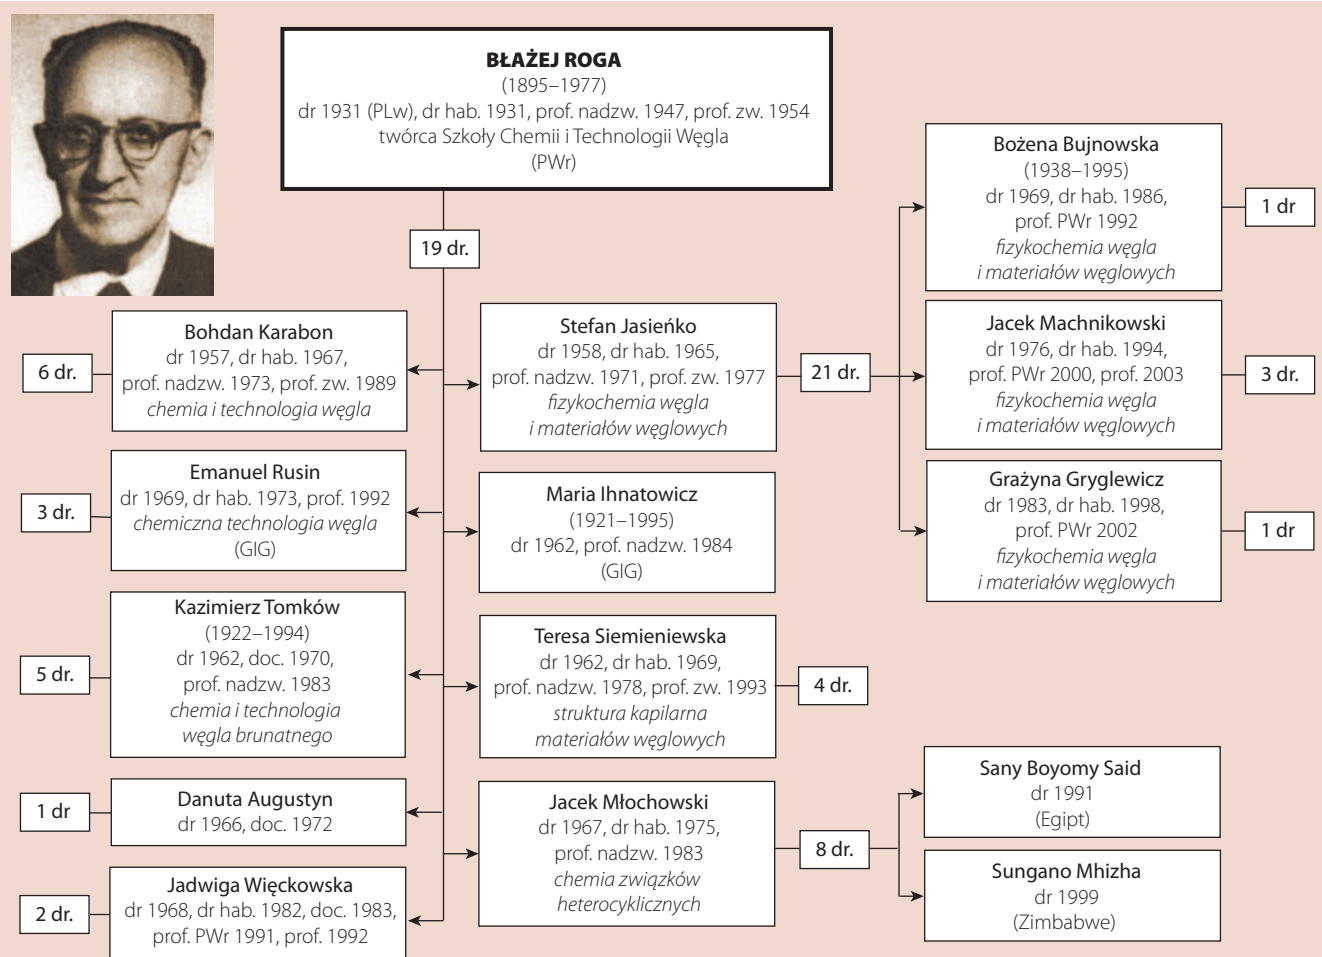 BŁAŻEJ ROGA
(1895–1977)
dr 1931 (PLw), dr hab. 1931, prof. nadzw. 1947, prof. zw. 1954
twórca Szkoły Chemii i Technologii Węgla
(PWr)
19 dr.
Bohdan Karabon
dr 1957, dr hab. 1967,
prof. nadzw. 1973, prof. zw. 1989
chemia i technologia węgla
6 dr.
Emanuel Rusin
dr 1969, dr hab. 1973, prof. 1992
chemiczna technologia węgla
(GIG)
3 dr.
Kazimierz Tomków
(1922–1994)
dr 1962, doc. 1970,
prof. nadzw. 1983
chemia i technologia
węgla brunatnego
5 dr.
Danuta Augustyn
dr 1966, doc. 1972
1 dr
Jadwiga Więckowska
dr 1968, dr hab. 1982, doc. 1983,
prof. PWr 1991, prof. 1992
2 dr.
Stefan Jasieńko
dr 1958, dr hab. 1965,
prof. nadzw. 1971, prof. zw. 1977
fizykochemia węgla
i materiałów węglowych
21 dr.
Maria Ihnatowicz
(1921–1995)
dr 1962, prof. nadzw. 1984
(GIG)
Teresa Siemieniewska
dr 1962, dr hab. 1969,
prof. nadzw. 1978, prof. zw. 1993
struktura kapilarna
materiałów węglowych
4 dr.
Jacek Młochowski
dr 1967, dr hab. 1975,
prof. nadzw. 1983
chemia związków
heterocyklicznych
8 dr.
Bożena Bujnowska
(1938–1995)
dr 1969, dr hab. 1986,
prof. PWr 1992
fizykochemia węgla
i materiałów węglowych
1 dr
Jacek Machnikowski
dr 1976, dr hab. 1994,
prof. PWr 2000, prof. 2003
fizykochemia węgla
i materiałów węglowych
3 dr.
Grażyna Gryglewicz
dr 1983, dr hab. 1998,
prof. PWr 2002
fizykochemia węgla
i materiałów węglowych
1 dr
Sany Boyomy Said
dr 1991
(Egipt)
Sungano Mhizha
dr 1999
(Zimbabwe)